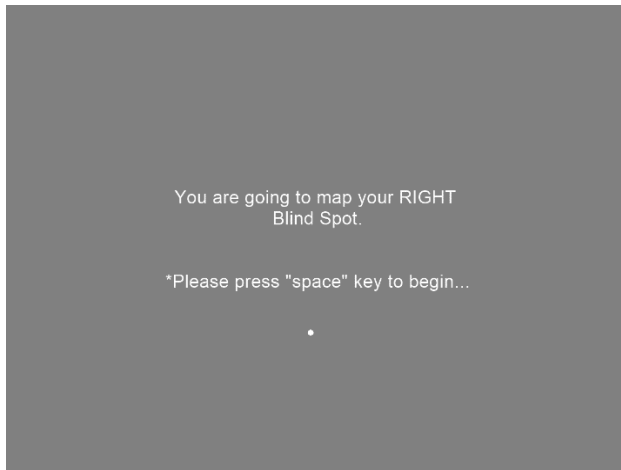 You are going to map your RIGHT
Blind Spot.
*Please press "space" key to begin...